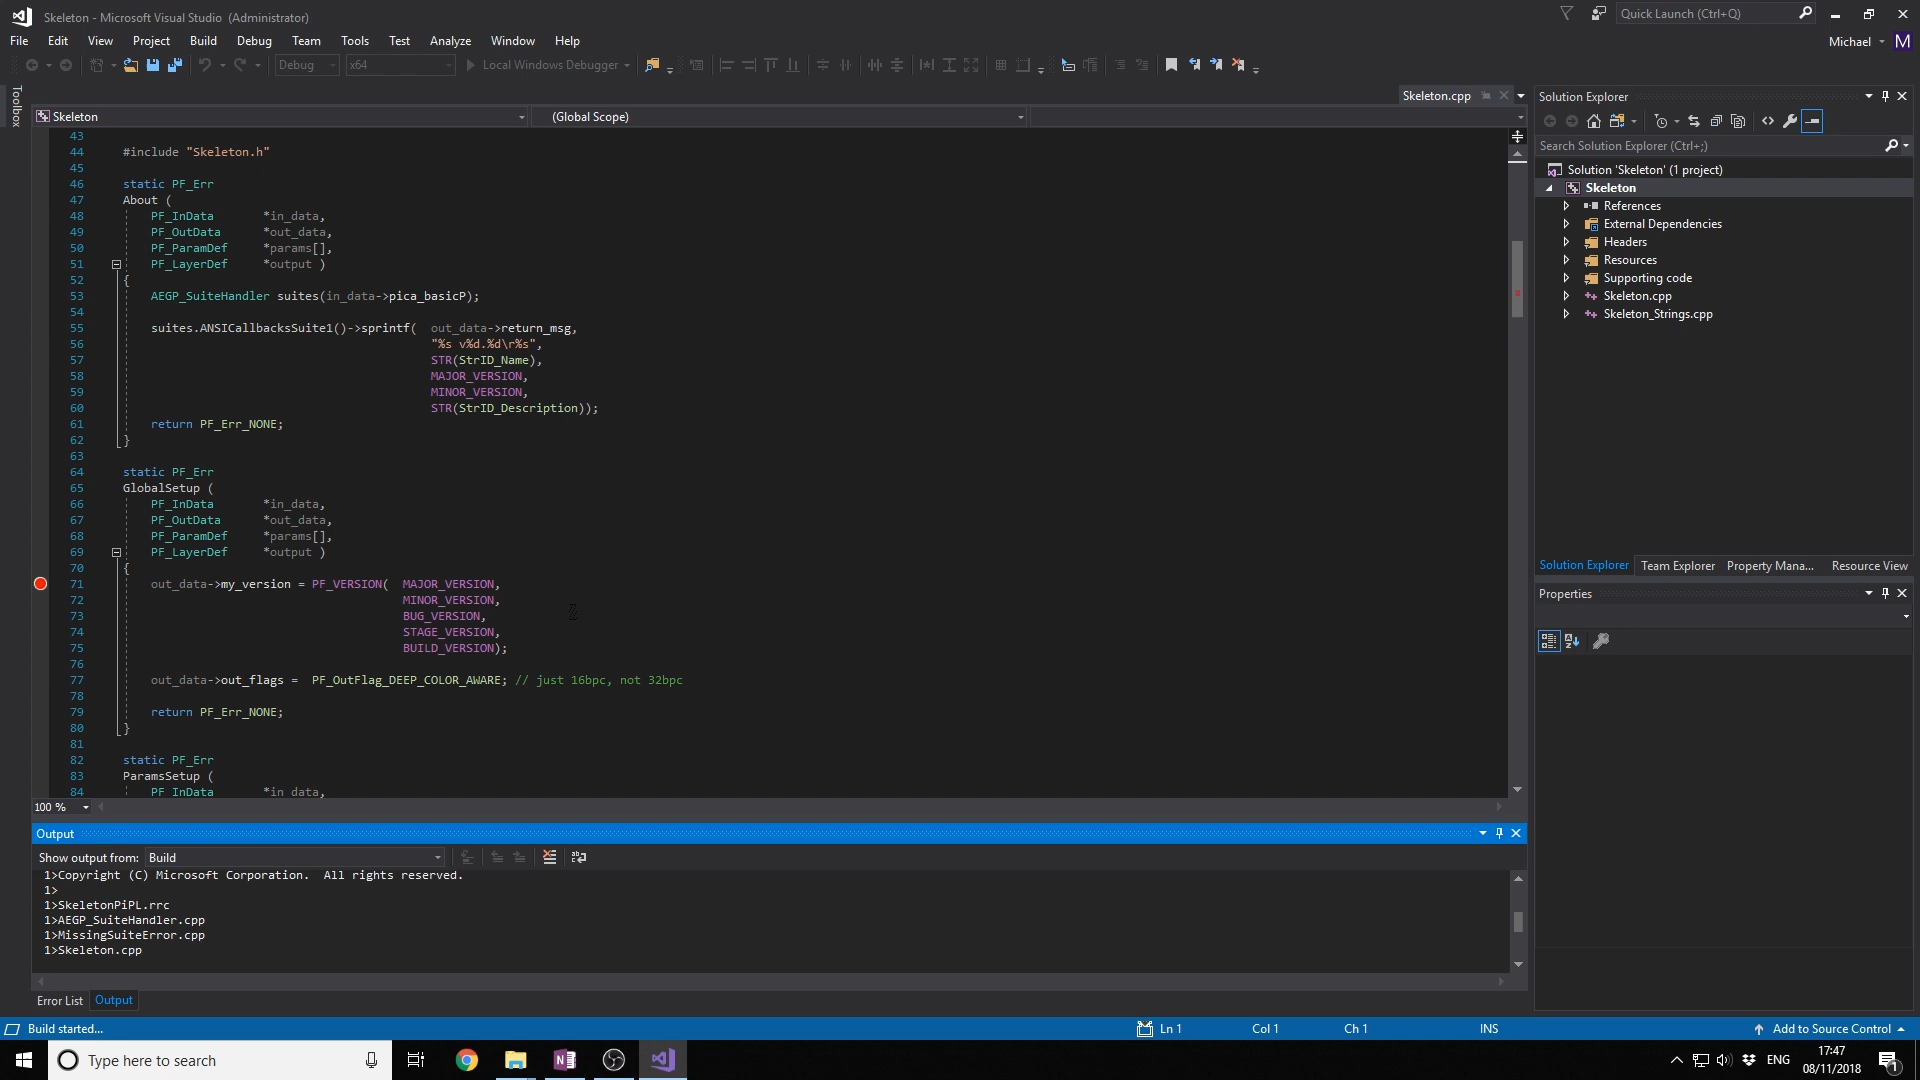 Skeleton - Microsoft Visual Studio (Administrator)
Quick Launch (Ctrl+Q)
File Edit View Project Build Debug Team Tools Test Analyze Window Help
Michael M
Debug x64 Local Windows Debugger
Toolbox
Skeleton.cpp
Skeleton (Global Scope)
43
44 #include "Skeleton.h"
45
46 static PF_Err
47 About (
48 PF_InData *in_data,
49 PF_OutData *out_data,
50 PF_ParamDef *params[],
51 PF_LayerDef *output )
52 {
53 AEGP_SuiteHandler suites(in_data->pica_basicP);
54
55 suites.ANSICallbacksSuite1()->sprintf( out_data->return_msg,
56 "%s v%d.%d\r%s",
57 STR(StrID_Name),
58 MAJOR_VERSION,
59 MINOR_VERSION,
60 STR(StrID_Description));
61 return PF_Err_NONE;
62 }
63
64 static PF_Err
65 GlobalSetup (
66 PF_InData *in_data,
67 PF_OutData *out_data,
68 PF_ParamDef *params[],
69 PF_LayerDef *output )
70 {
71 out_data->my_version = PF_VERSION( MAJOR_VERSION,
72 MINOR_VERSION,
73 BUG_VERSION,
74 STAGE_VERSION,
75 BUILD_VERSION);
76
77 out_data->out_flags = PF_OutFlag_DEEP_COLOR_AWARE; // just 16bpc, not 32bpc
78
79 return PF_Err_NONE;
80 }
81
82 static PF_Err
83 ParamsSetup (
84 PF_InData *in_data,
100 %
Output
Show output from: Build
1>Copyright (C) Microsoft Corporation. All rights reserved.
1>
1>SkeletonPiPL.rrc
1>AEGP_SuiteHandler.cpp
1>MissingSuiteError.cpp
1>Skeleton.cpp
Error List Output
Solution Explorer
Search Solution Explorer (Ctrl+;)
Solution 'Skeleton' (1 project)
Skeleton
References
External Dependencies
Headers
Resources
Supporting code
Skeleton.cpp
Skeleton_Strings.cpp
Solution Explorer Team Explorer Property Mana... Resource View
Properties
Build started...
Ln 1 Col 1 Ch 1 INS
Add to Source Control
Type here to search
ENG
17:47
08/11/2018
1